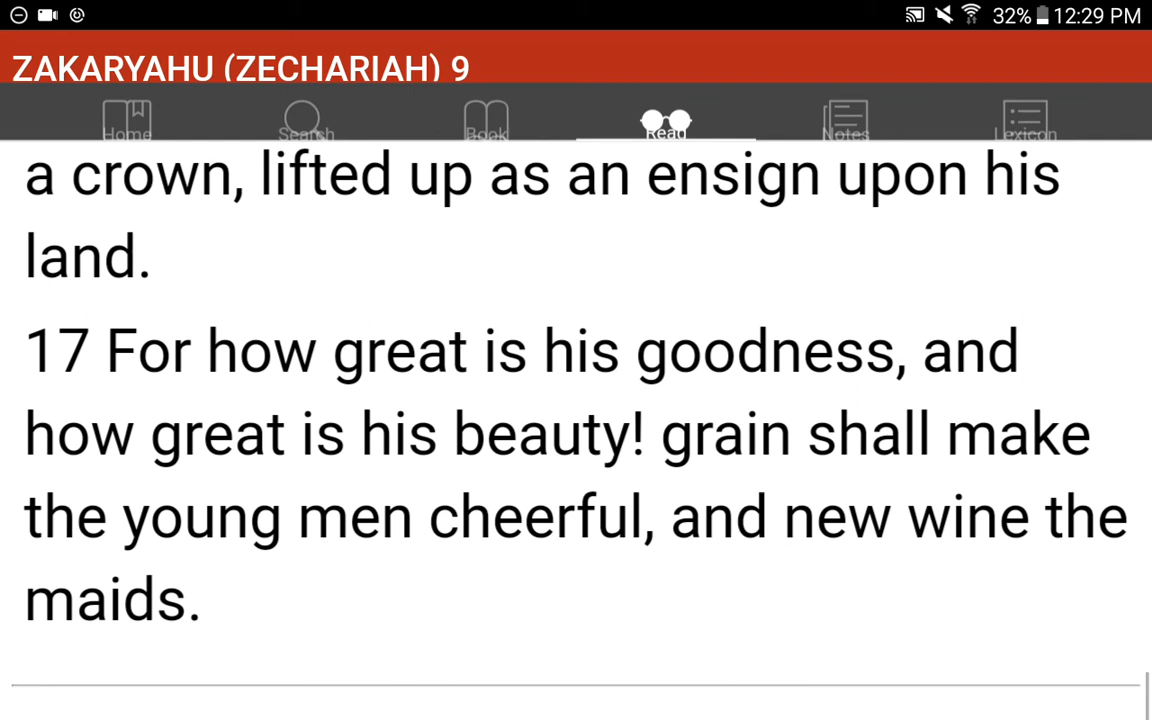 32% 12:29 PM
ZAKARYAHU (ZECHARIAH) 9
Home Search Book Read Notes Lexicon
a crown, lifted up as an ensign upon his
land.
17 For how great is his goodness, and
how great is his beauty! grain shall make
the young men cheerful, and new wine the
maids.